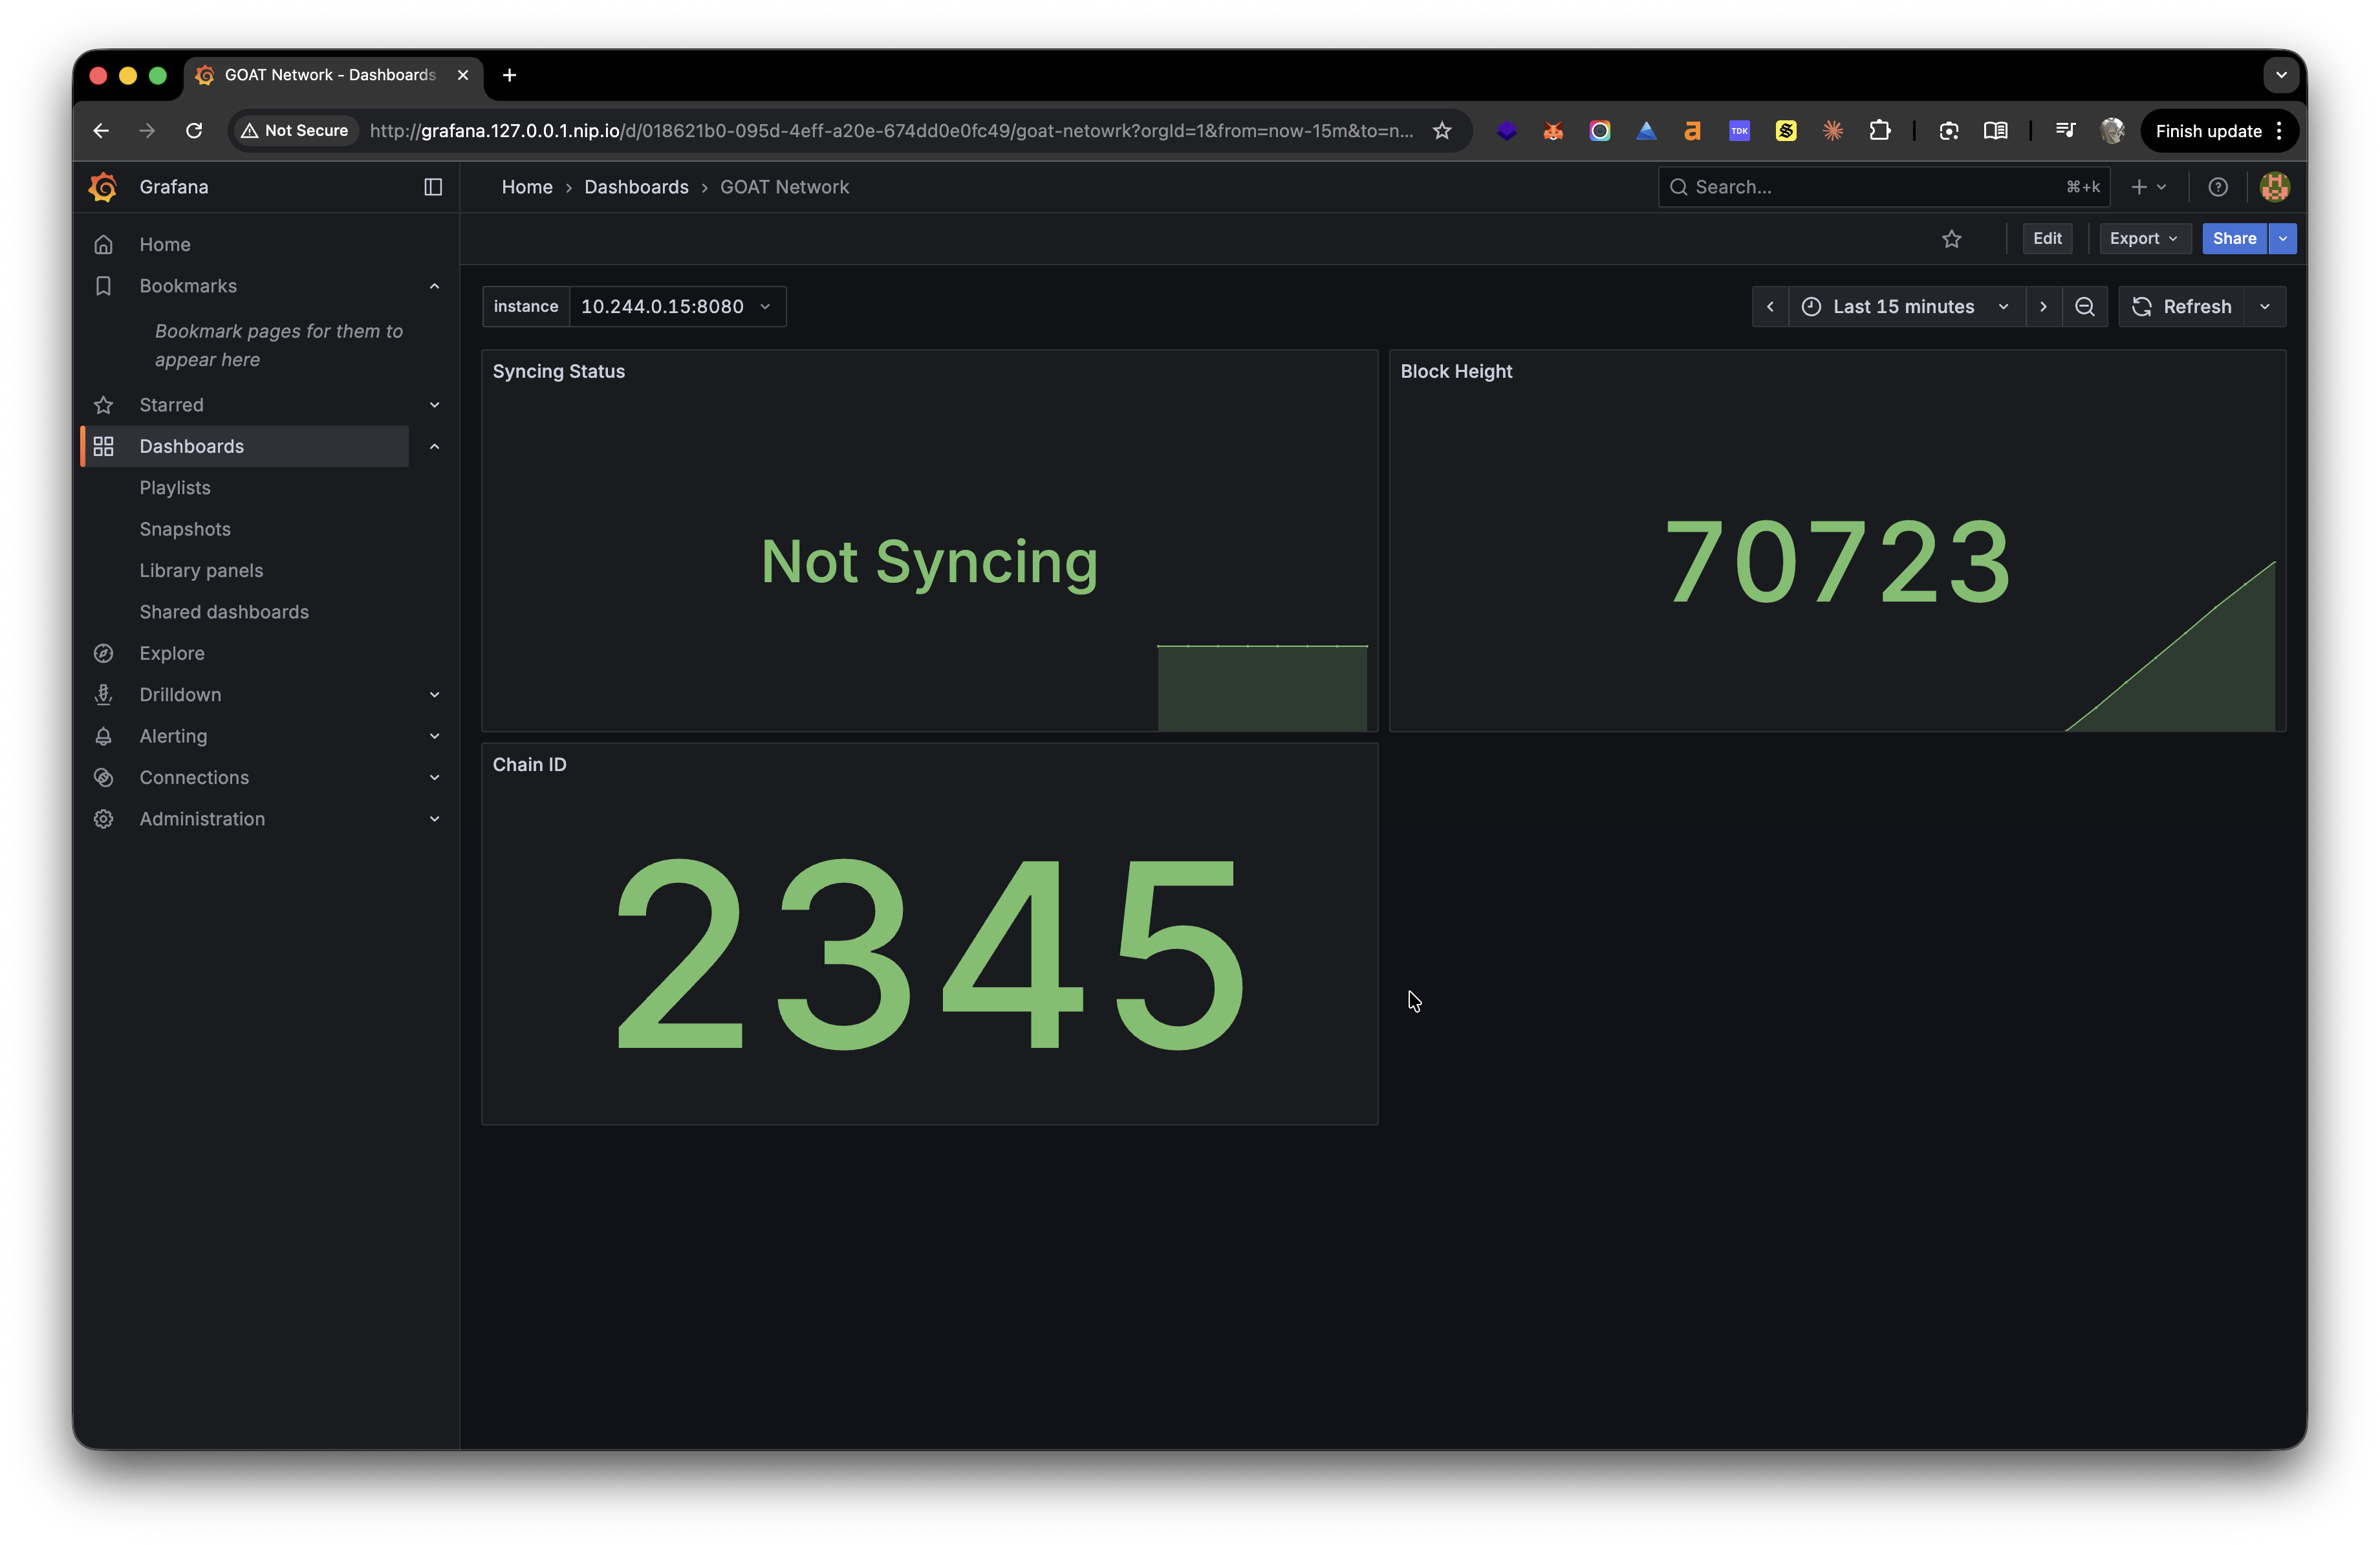 GOAT Network - Dashboards
Not Secure
http://grafana.127.0.0.1.nip.io/d/018621b0-095d-4eff-a20e-674dd0e0fc49/goat-netowrk?orgId=1&from=now-15m&to=n...
TDK
Finish update
Grafana
Home › Dashboards › GOAT Network
Search...
⌘+k
Home
Edit
Export
Share
Bookmarks
Bookmark pages for them to
appear here
Starred
Dashboards
Playlists
Snapshots
Library panels
Shared dashboards
Explore
Drilldown
Alerting
Connections
Administration
instance
10.244.0.15:8080
Last 15 minutes
Refresh
Syncing Status
Not Syncing
Block Height
70723
Chain ID
2345